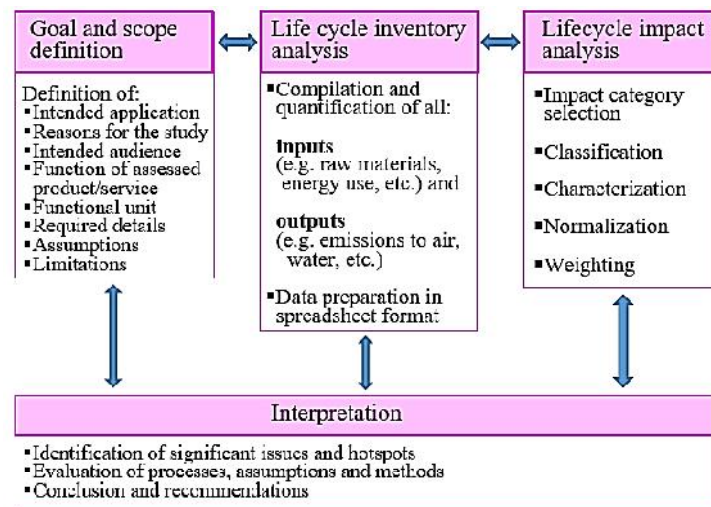 Goal and scope
definition
Definition of:
▪Intended application
▪Reasons for the study
▪Intended audience
▪Function of assessed
product/service
▪Functional unit
▪Required details
▪Assumptions
▪Limitations
Life cycle inventory
analysis
▪Compilation and
quantification of all:
inputs
(e.g. raw materials,
energy use, etc.) and
outputs
(e.g. emissions to air,
water, etc.)
▪Data preparation in
spreadsheet format
Lifecycle impact
analysis
▪Impact category
selection
▪Classification
▪Characterization
▪Normalization
▪Weighting
Interpretation
▪Identification of significant issues and hotspots
▪Evaluation of processes, assumptions and methods
▪Conclusion and recommendations